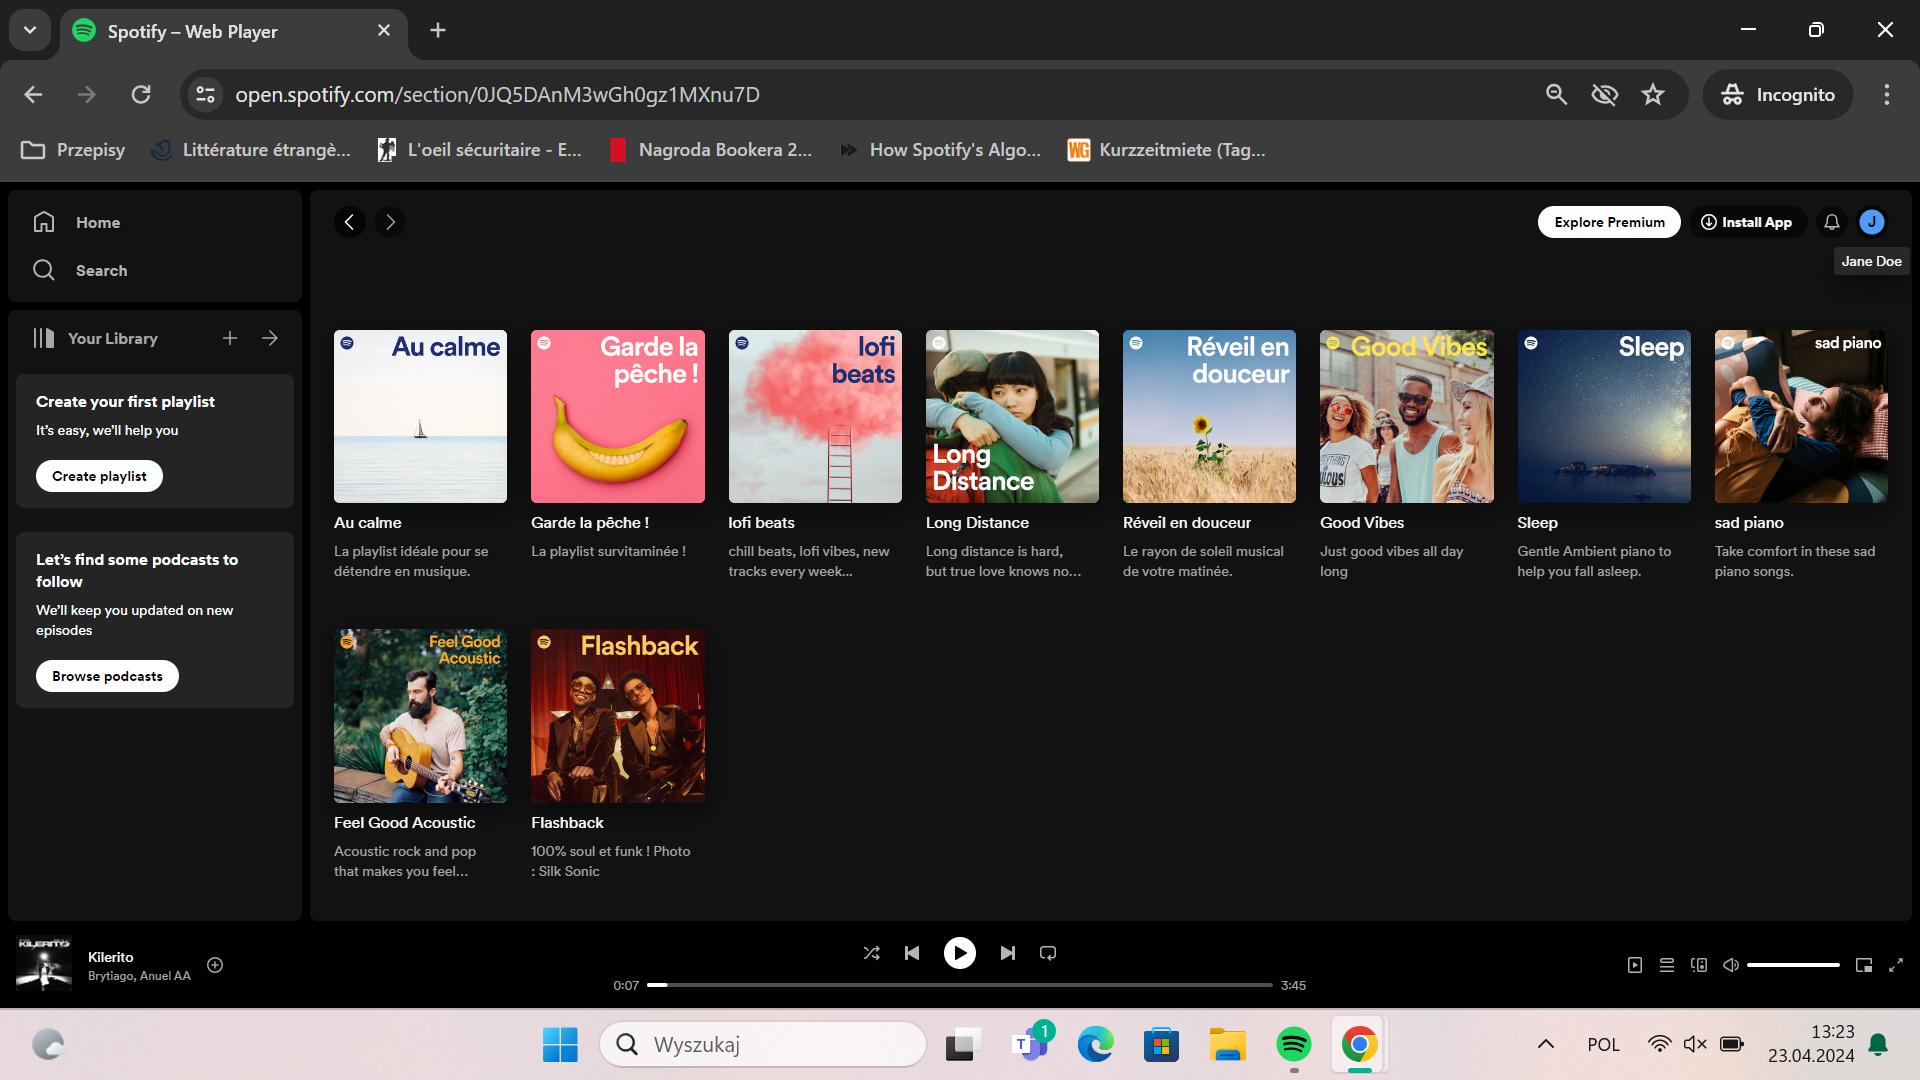 Spotify – Web Player
open.spotify.com/section/0JQ5DAnM3wGh0gz1MXnu7D
Incognito
Przepisy
Littérature étrangè...
L'oeil sécuritaire - E...
Nagroda Bookera 2...
How Spotify's Algo...
WG
Kurzzeitmiete (Tag...
Home
Search
Explore Premium
Install App
J
Jane Doe
Your Library
Create your first playlist
It's easy, we'll help you
Create playlist
Let's find some podcasts to
follow
We'll keep you updated on new
episodes
Browse podcasts
Au calme
Au calme
La playlist idéale pour se
détendre en musique.
Garde la
pêche !
Garde la pêche !
La playlist survitaminée !
lofi
beats
lofi beats
chill beats, lofi vibes, new
tracks every week...
Long
Distance
Long Distance
Long distance is hard,
but true love knows no...
Réveil en
douceur
Réveil en douceur
Le rayon de soleil musical
de votre matinée.
Good Vibes
Good Vibes
Just good vibes all day
long
Sleep
Sleep
Gentle Ambient piano to
help you fall asleep.
sad piano
sad piano
Take comfort in these sad
piano songs.
Feel Good
Acoustic
Feel Good Acoustic
Acoustic rock and pop
that makes you feel...
Flashback
Flashback
100% soul et funk ! Photo
: Silk Sonic
KILERITO
Kilerito
Brytiago, Anuel AA
0:07
3:45
Wyszukaj
T
1
POL
13:23
23.04.2024